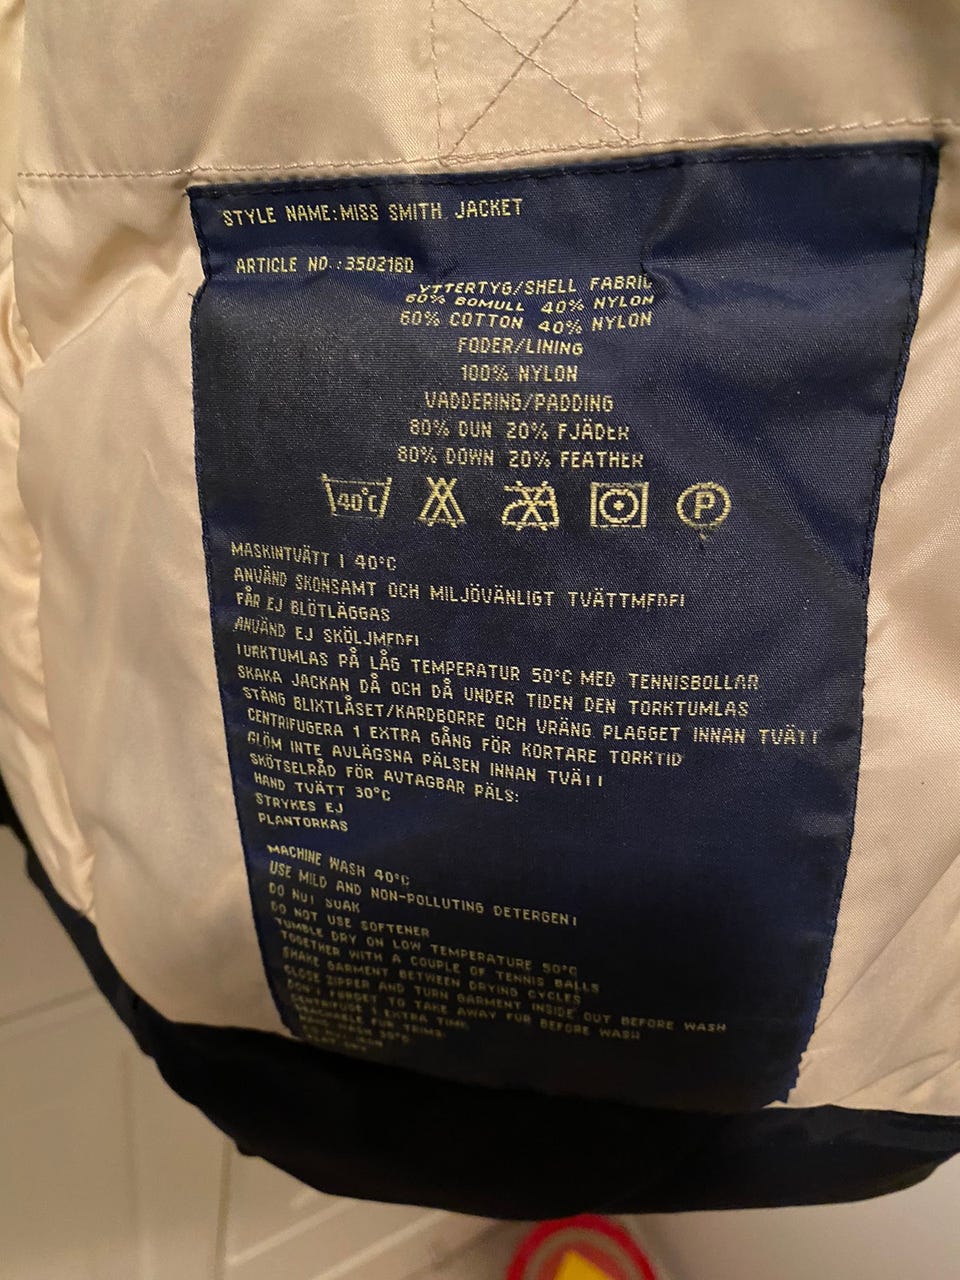 STYLE NAME: MISS SMITH JACKET
ARTICLE NO.: 3502160
YTTERTYG/SHELL FABRIC
60% BOMULL 40% NYLON
60% COTTON 40% NYLON
FODER/LINING
100% NYLON
VADDERING/PADDING
80% DUN 20% FJÄDER
80% DOWN 20% FEATHER
40°C P
MASKINTVÄTT I 40°C
ANVÄND SKONSAMT OCH MILJÖVÄNLIGT TVÄTTMEDEL
FÅR EJ BLÖTLÄGGAS
ANVÄND EJ SKÖLJMEDEL
TORKTUMLAS PÅ LÅG TEMPERATUR 50°C MED TENNISBOLLAR
SKAKA JACKAN DÅ OCH DÅ UNDER TIDEN DEN TORKTUMLAS
STÄNG BLIXTLÅSET/KARDBORRE OCH VRÄNG PLAGGET INNAN TVÄTT
CENTRIFUGERA 1 EXTRA GÅNG FÖR KORTARE TORKTID
GLÖM INTE AVLÄGSNA PÄLSEN INNAN TVÄTT
SKÖTSELRÅD FÖR AVTAGBAR PÄLS:
HAND TVÄTT 30°C
STRYKES EJ
PLANTORKAS
MACHINE WASH 40°C
USE MILD AND NON-POLLUTING DETERGENT
DO NOT SOAK
DO NOT USE SOFTENER
TUMBLE DRY ON LOW TEMPERATURE 50°C
TOGETHER WITH A COUPLE OF TENNIS BALLS
SHAKE GARMENT BETWEEN DRYING CYCLES
CLOSE ZIPPER AND TURN GARMENT INSIDE OUT BEFORE WASH
DON'T FORGET TO TAKE AWAY FUR BEFORE WASH
CENTRIFUGE 1 EXTRA TIME
FUR TRIMS: